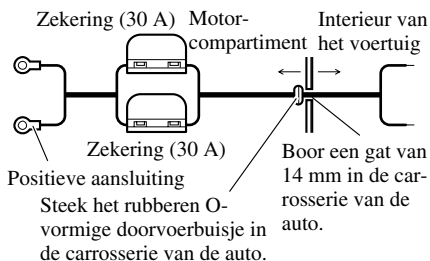 Zekering (30 A)
Motor-
compartiment
Interieur van
het voertuig
Zekering (30 A)
Positieve aansluiting
Steek het rubberen O-
vormige doorvoerbuisje in
de carrosserie van de auto.
Boor een gat van
14 mm in de car-
rosserie van de
auto.